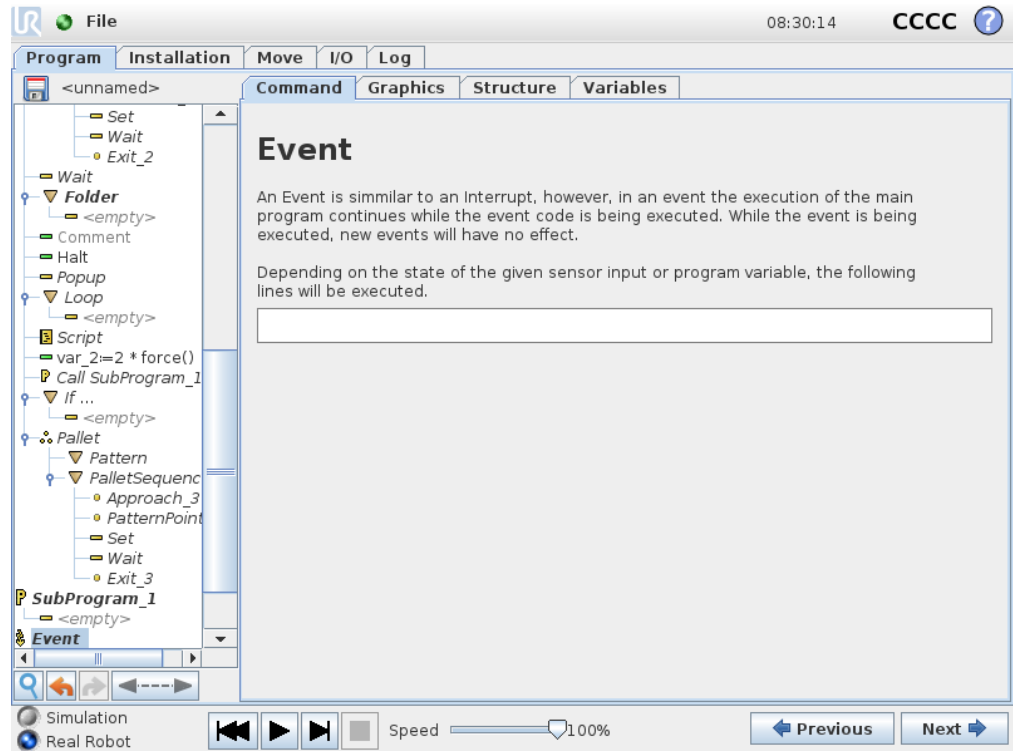 File
08:30:14
CCCC
?
Program
Installation
Move
I/O
Log
<unnamed>
Command
Graphics
Structure
Variables
Set
Wait
Exit_2
Wait
Folder
<empty>
Comment
Halt
Popup
Loop
<empty>
Script
var_2:=2 * force()
Call SubProgram_1
If ...
<empty>
Pallet
Pattern
PalletSequenc
Approach_3
PatternPoint
Set
Wait
Exit_3
SubProgram_1
<empty>
Event
Event
An Event is simmilar to an Interrupt, however, in an event the execution of the main
program continues while the event code is being executed. While the event is being
executed, new events will have no effect.
Depending on the state of the given sensor input or program variable, the following
lines will be executed.
Simulation
Real Robot
Speed
100%
Previous
Next